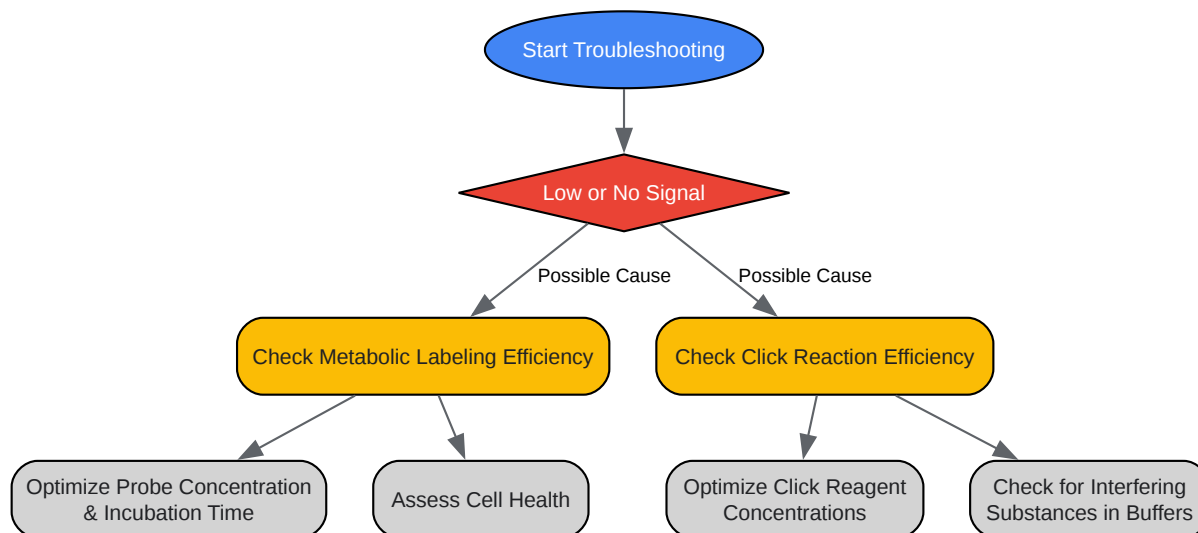 Start Troubleshooting
Low or No Signal
Possible Cause
Possible Cause
Check Metabolic Labeling Efficiency
Check Click Reaction Efficiency
Optimize Probe Concentration
& Incubation Time
Assess Cell Health
Optimize Click Reagent
Concentrations
Check for Interfering
Substances in Buffers